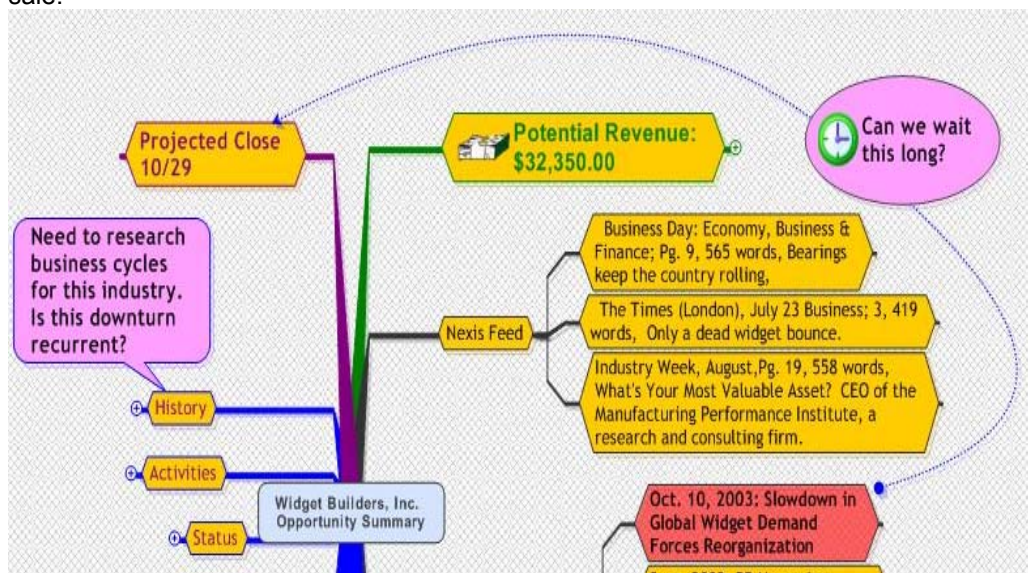 Projected Close
10/29
Potential Revenue:
$32,350.00
Can we wait
this long?
Need to research
business cycles
for this industry.
Is this downturn
recurrent?
Business Day: Economy, Business &
Finance; Pg. 9, 565 words, Bearings
keep the country rolling,
Nexis Feed
The Times (London), July 23 Business; 3, 419
words, Only a dead widget bounce.
Industry Week, August,Pg. 19, 558 words,
What's Your Most Valuable Asset? CEO of the
Manufacturing Performance Institute, a
research and consulting firm.
History
Activities
Widget Builders, Inc.
Opportunity Summary
Status
Oct. 10, 2003: Slowdown in
Global Widget Demand
Forces Reorganization